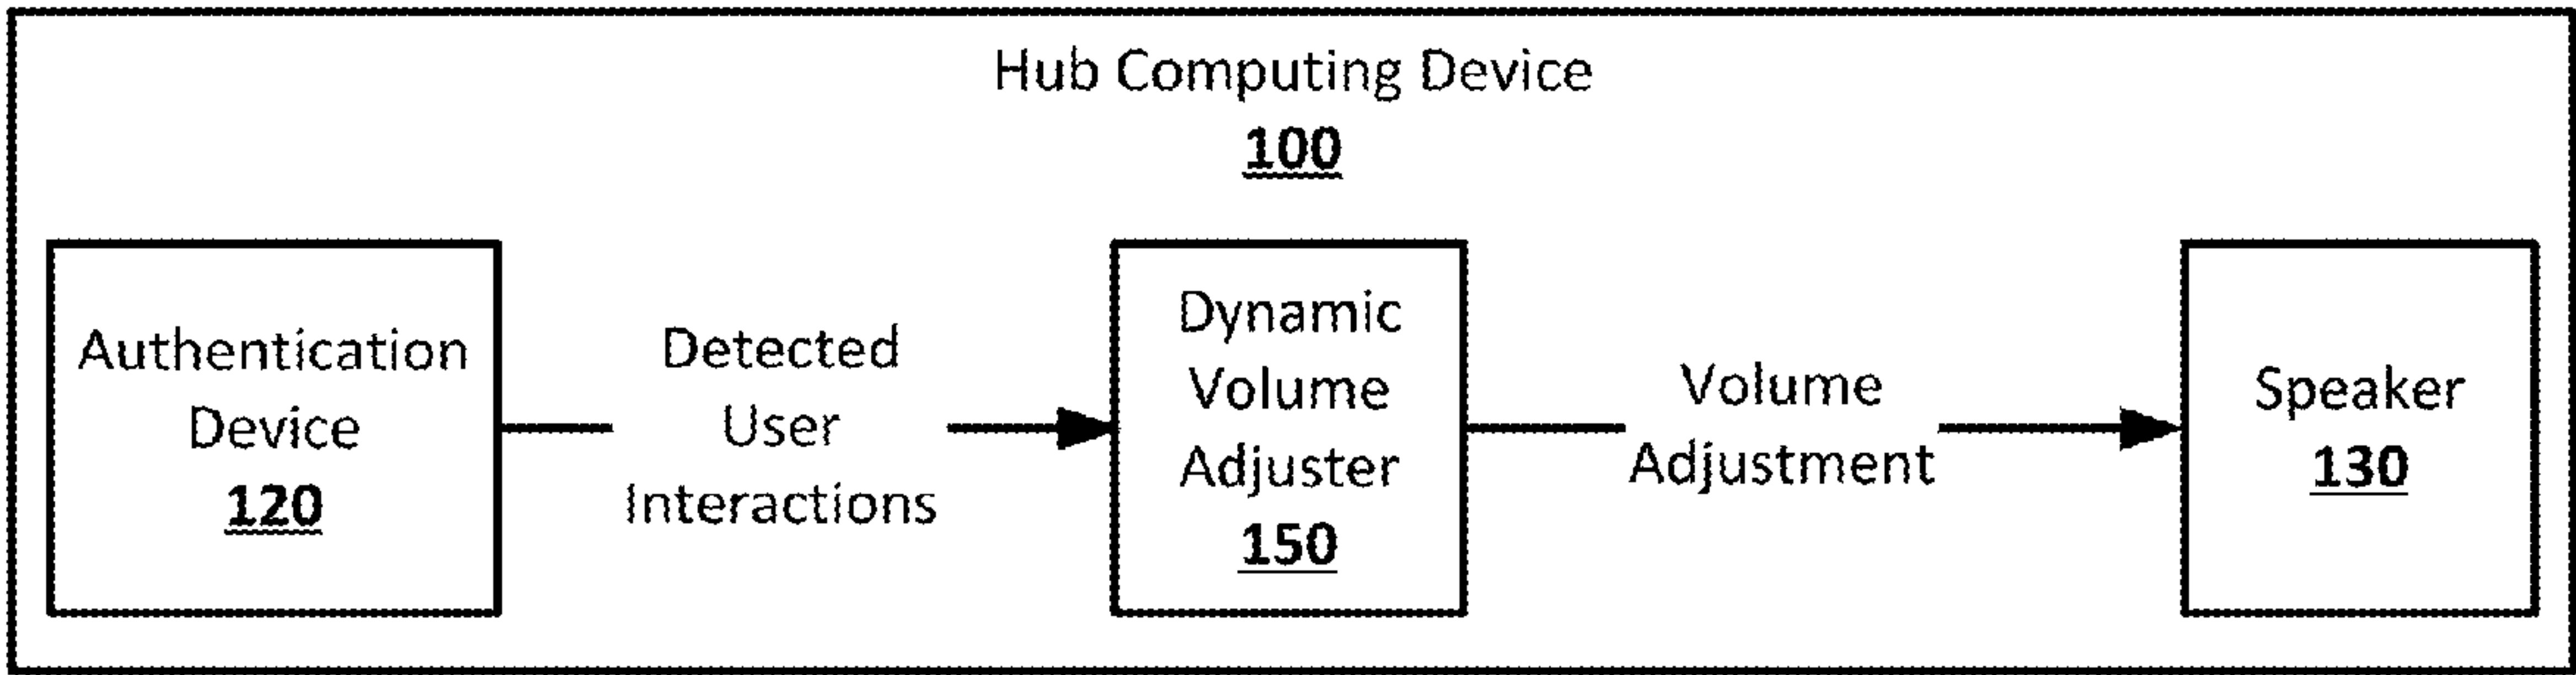 Hub Computing Device
100
Authentication
Device
120
Detected
User
Interactions
Dynamic
Volume
Adjuster
150
Volume
Adjustment
Speaker
130